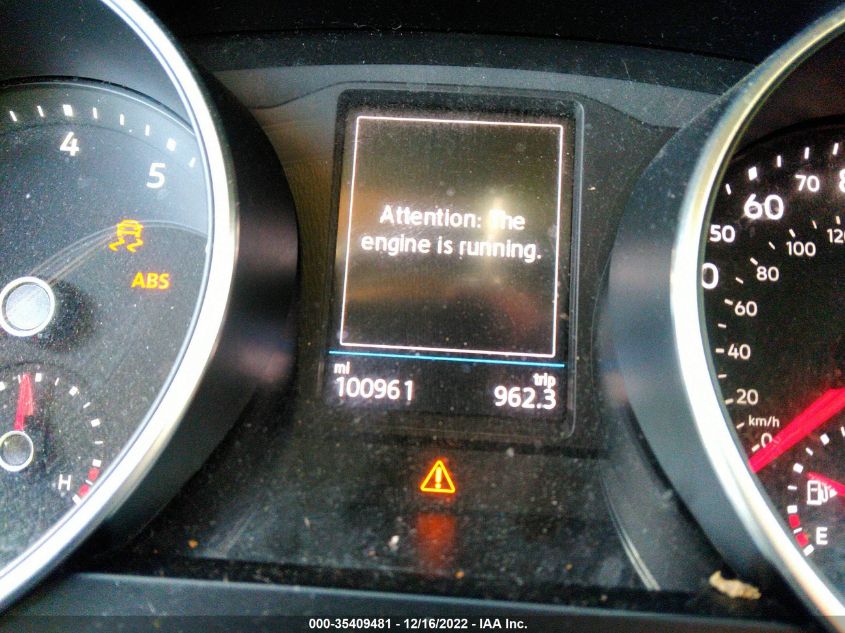 4
5
ABS
H
Attention: The
engine is running.
mi
trip
100961
962.3
60
70
50
100
80
60
40
20
km/h
0
E
000-35409481 - 12/16/2022 - IAA Inc.